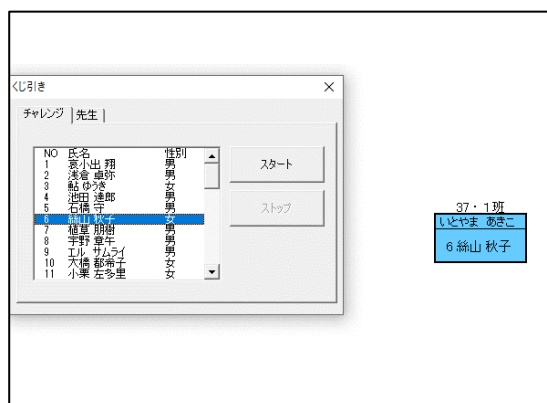 くじ引き
チャレンジ 先生
NO 氏名 性別
1 哀小出 翔 男
2 浅倉 卓弥 男
3 鮎 ゆうき 女
4 池田 達郎 男
5 石橋 守 男
6 絲山 秋子 女
7 植草 朋樹 男
8 宇野 章午 男
9 エル サムライ 男
10 大橋 都希子 女
11 小栗 左多里 女
スタート
ストップ
37・1班
いとやま あきこ
6 絲山 秋子